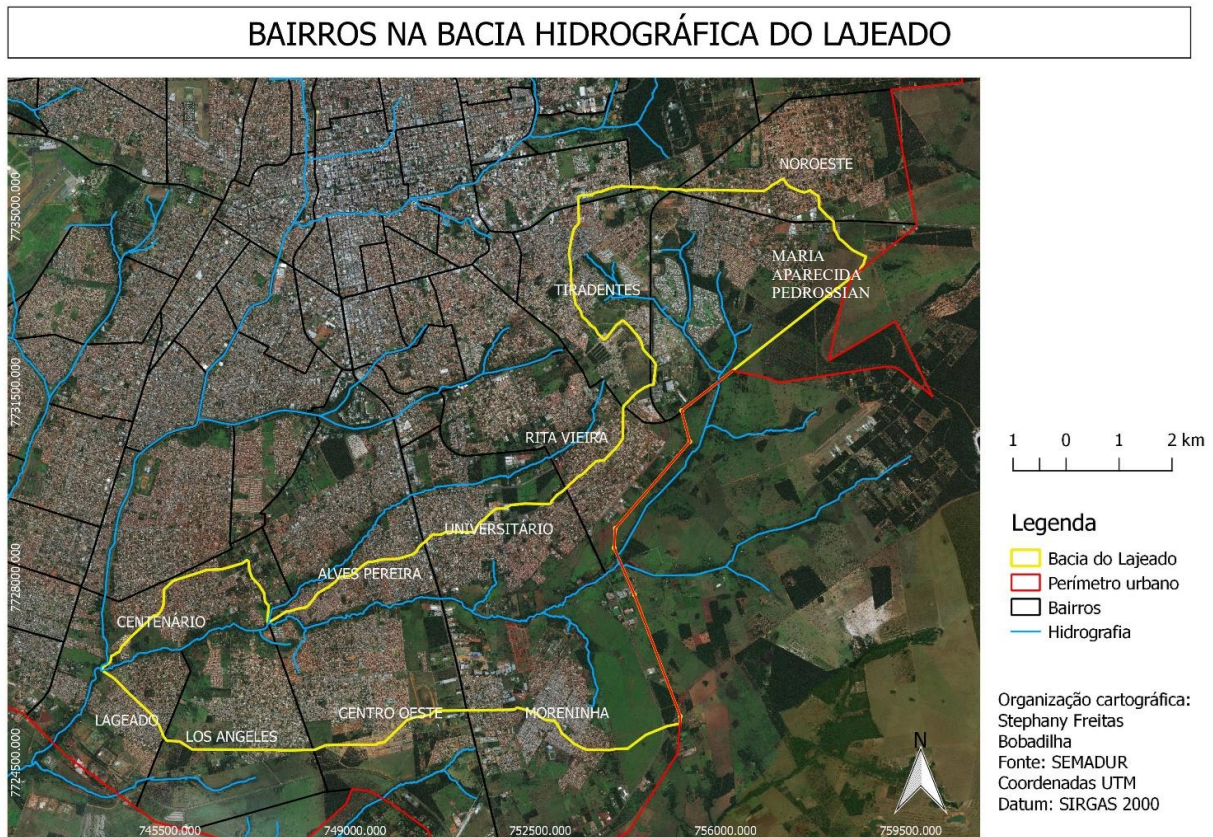 BAIRROS NA BACIA HIDROGRÁFICA DO LAJEADO
NOROESTE
MARIA
APARECIDA
PEDROSSIAN
TIRADENTES
RITA VIEIRA
UNIVERSITÁRIO
ALVES PEREIRA
CENTENÁRIO
LAGEADO
LOS ANGELES
CENTRO OESTE
MORENINHA
7735000.000
7731500.000
7728000.000
7724500.000
745500.000
749000.000
752500.000
756000.000
759500.000
N
1 0 1 2 km
Legenda
Bacia do Lajeado
Perímetro urbano
Bairros
Hidrografia
Organização cartográfica:
Stephany Freitas
Bobadilha
Fonte: SEMADUR
Coordenadas UTM
Datum: SIRGAS 2000